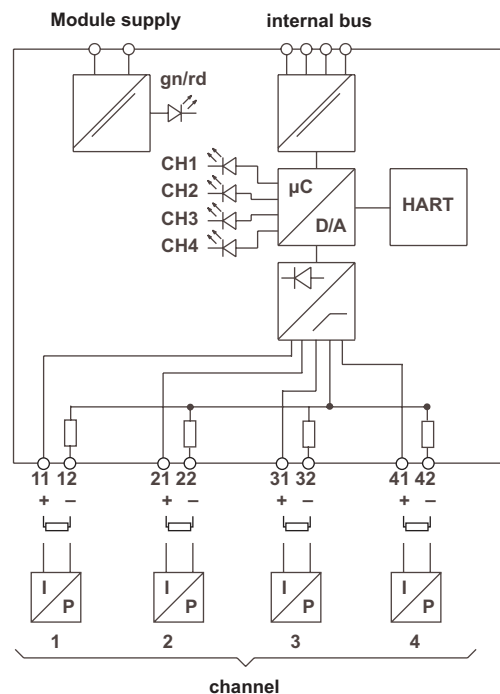 Module supply internal bus
gn/rd
CH1
CH2
CH3
CH4
µC
D/A
HART
11 12 21 22 31 32 41 42
+ – + – + – + –
I P I P I P I P
1 2 3 4
channel